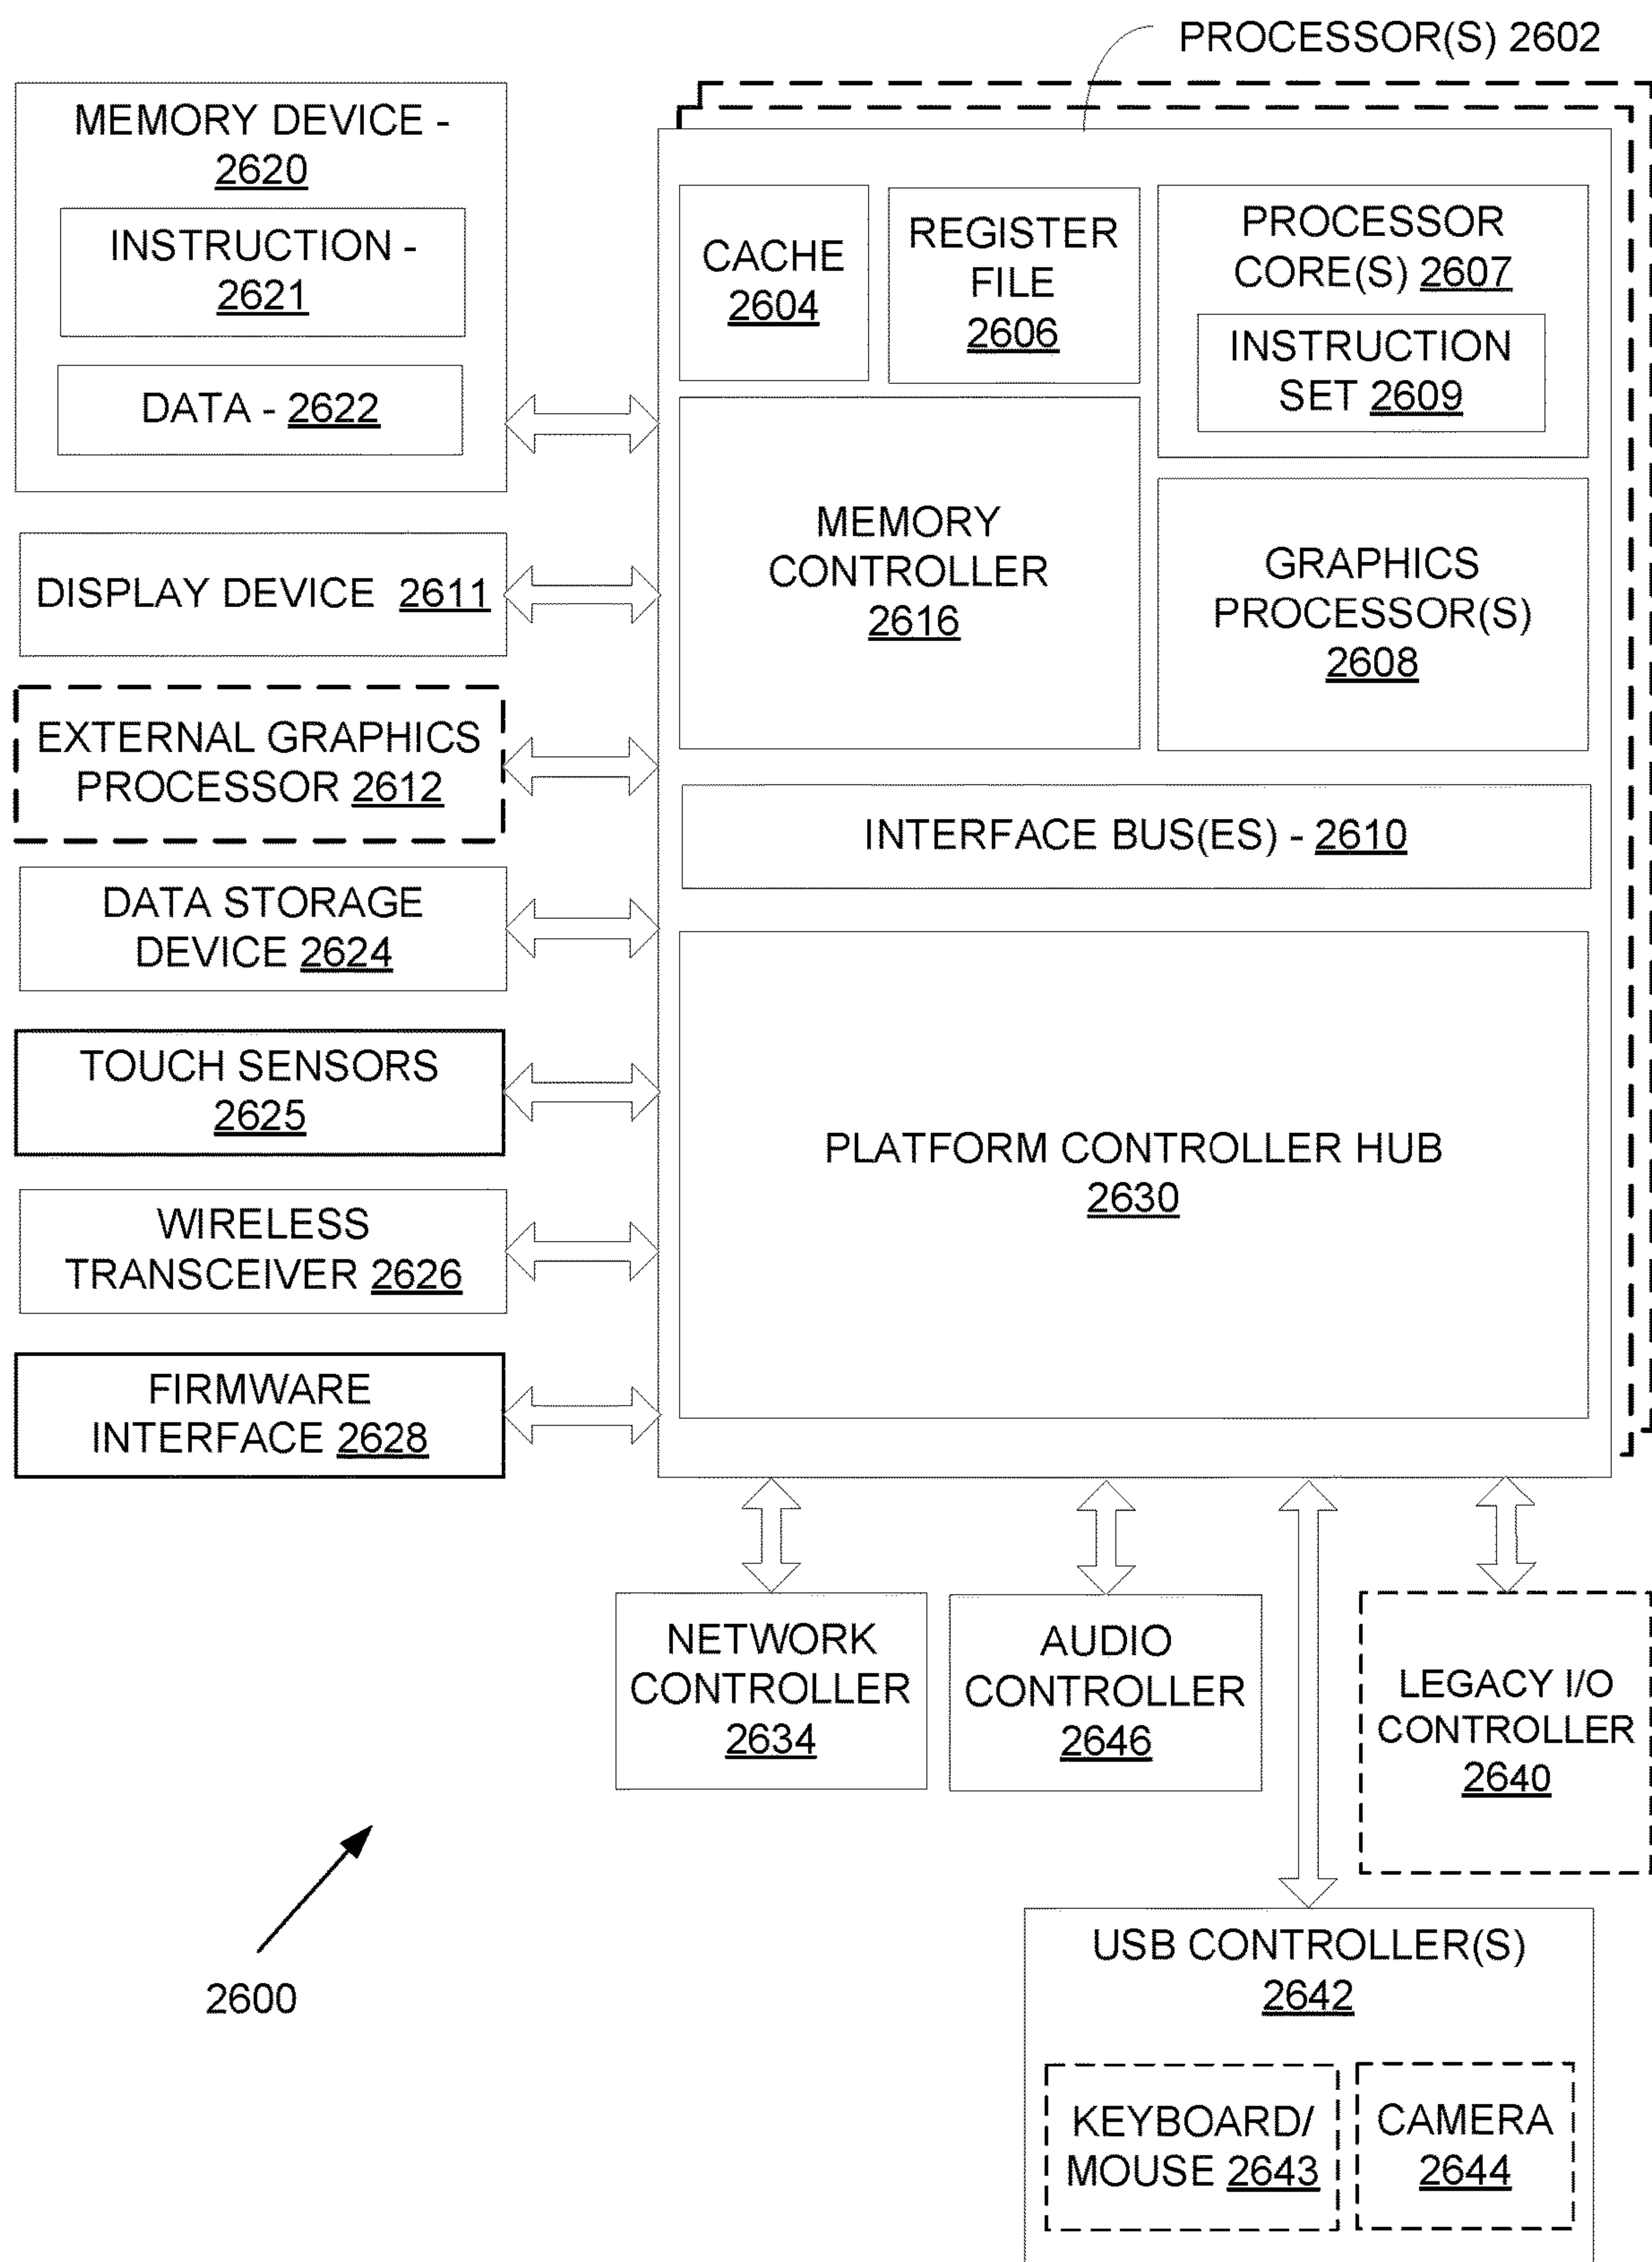 PROCESSOR(S) 2602
MEMORY DEVICE -
2620
INSTRUCTION -
2621
DATA - 2622
DISPLAY DEVICE 2611
EXTERNAL GRAPHICS
PROCESSOR 2612
DATA STORAGE
DEVICE 2624
TOUCH SENSORS
2625
WIRELESS
TRANSCEIVER 2626
FIRMWARE
INTERFACE 2628
CACHE
2604
REGISTER
FILE
2606
PROCESSOR
CORE(S) 2607
INSTRUCTION
SET 2609
MEMORY
CONTROLLER
2616
GRAPHICS
PROCESSOR(S)
2608
INTERFACE BUS(ES) - 2610
PLATFORM CONTROLLER HUB
2630
NETWORK
CONTROLLER
2634
AUDIO
CONTROLLER
2646
LEGACY I/O
CONTROLLER
2640
USB CONTROLLER(S)
2642
KEYBOARD/
MOUSE 2643
CAMERA
2644
2600